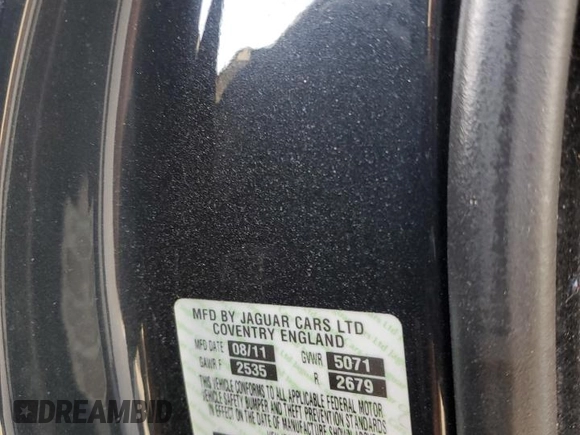 MFD BY JAGUAR CARS LTD
COVENTRY ENGLAND
MFD DATE 08/11 GVWR 5071
GAWR F 2535 R 2679
THIS VEHICLE CONFORMS TO ALL APPLICABLE FEDERAL MOTOR
VEHICLE SAFETY BUMPER AND THEFT PREVENTION STANDARDS
IN EFFECT ON THE DATE OF MANUFACTURE SHOWN ABOVE
DREAMBID